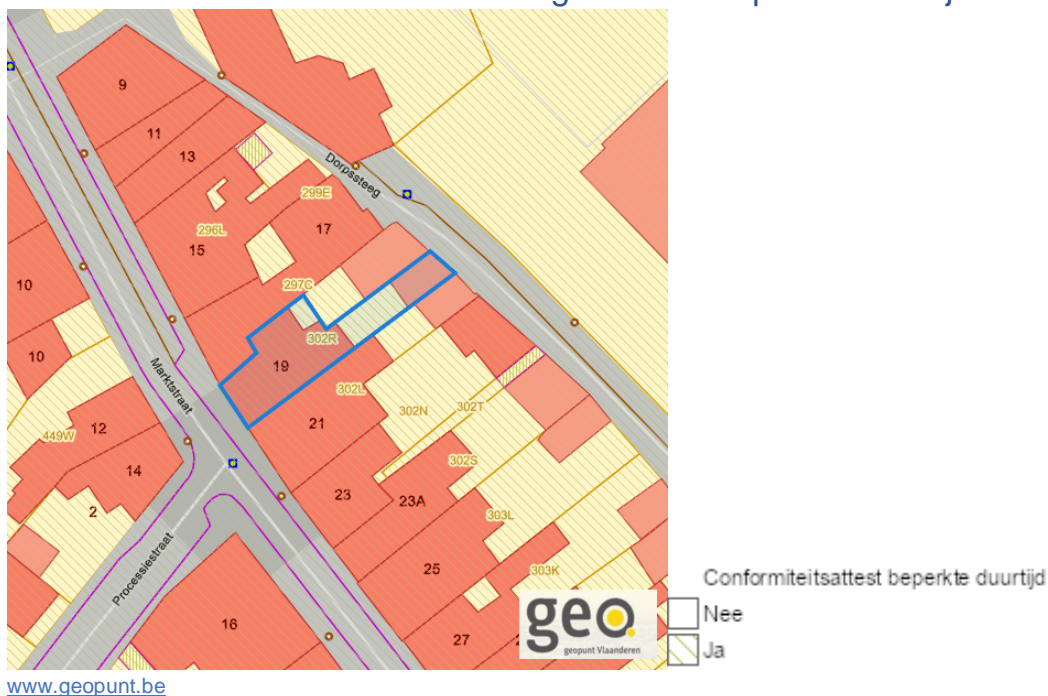 9
11
13
Dorpssteeg
299E
17
296L
15
10
297C
302R
10
19
Marktstraat
302L
302N
302T
449W
12
21
14
302S
23
23A
2
303L
Processiestraat
25
303K
16
27
geo.
geopunt Vlaanderen
Conformiteitsattest beperkte duurtijd
Nee
Ja
www.geopunt.be